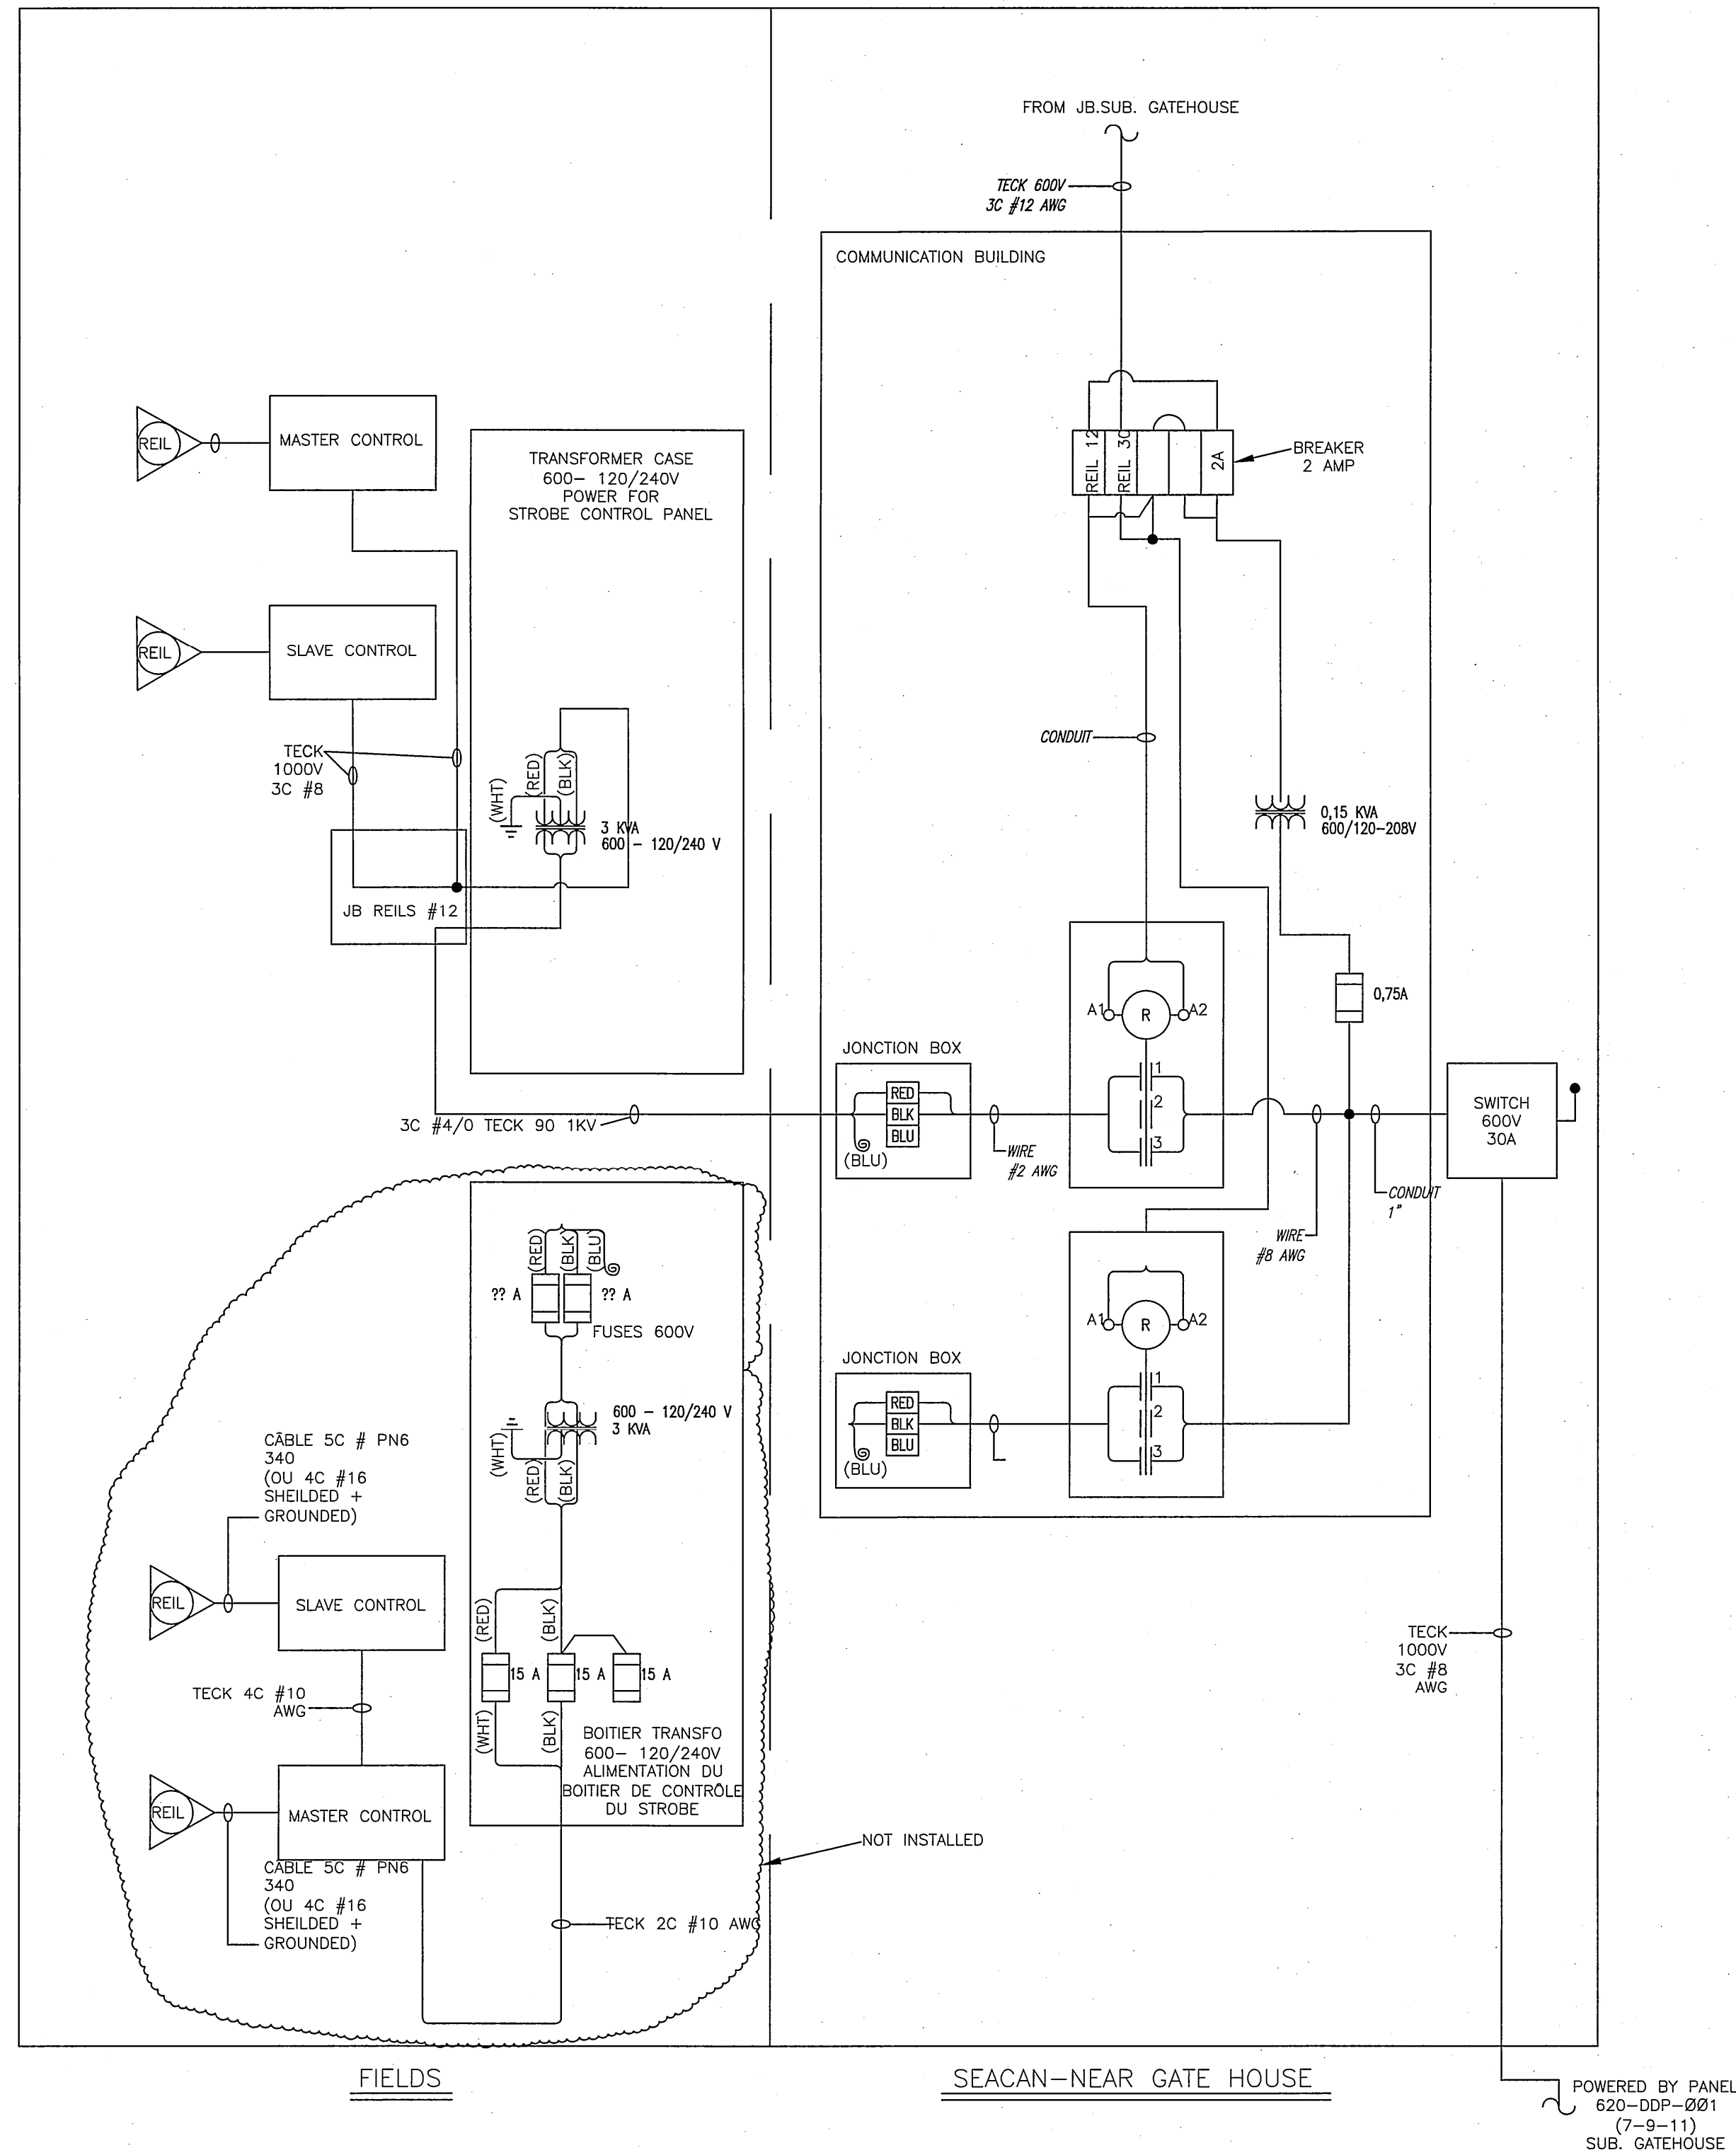 FROM JB.SUB. GATEHOUSE
TECK 600V
3C #12 AWG
COMMUNICATION BUILDING
REIL 12
REIL 30
2A
BREAKER
2 AMP
REIL
MASTER CONTROL
TRANSFORMER CASE
600- 120/240V
POWER FOR
STROBE CONTROL PANEL
REIL
SLAVE CONTROL
TECK
1000V
3C #8
(WHT)
(RED)
(BLK)
3 KVA
600 - 120/240 V
JB REILS #12
CONDUIT
0,15 KVA
600/120-208V
0,75A
A1
R
A2
1
2
3
JONCTION BOX
RED
BLK
BLU
(BLU)
WIRE
#2 AWG
3C #4/0 TECK 90 1KV
SWITCH
600V
30A
CONDUIT
1"
WIRE
#8 AWG
(RED)
(BLK)
(BLU)
?? A
?? A
FUSES 600V
A1
R
A2
1
2
3
JONCTION BOX
RED
BLK
BLU
(BLU)
600 - 120/240 V
3 KVA
(WHT)
(RED)
(BLK)
CÂBLE 5C # PN6
340
(OU 4C #16
SHEILDED +
GROUNDED)
REIL
SLAVE CONTROL
(RED)
(BLK)
15 A
15 A
15 A
(WHT)
(BLK)
TECK 4C #10
AWG
BOITIER TRANSFO
600- 120/240V
ALIMENTATION DU
BOITIER DE CONTRÔLE
DU STROBE
REIL
MASTER CONTROL
CÂBLE 5C # PN6
340
(OU 4C #16
SHEILDED +
GROUNDED)
NOT INSTALLED
TECK 2C #10 AWG
TECK
1000V
3C #8
AWG
FIELDS
SEACAN-NEAR GATE HOUSE
POWERED BY PANEL
620-DDP-ØØ1
(7-9-11)
SUB. GATEHOUSE